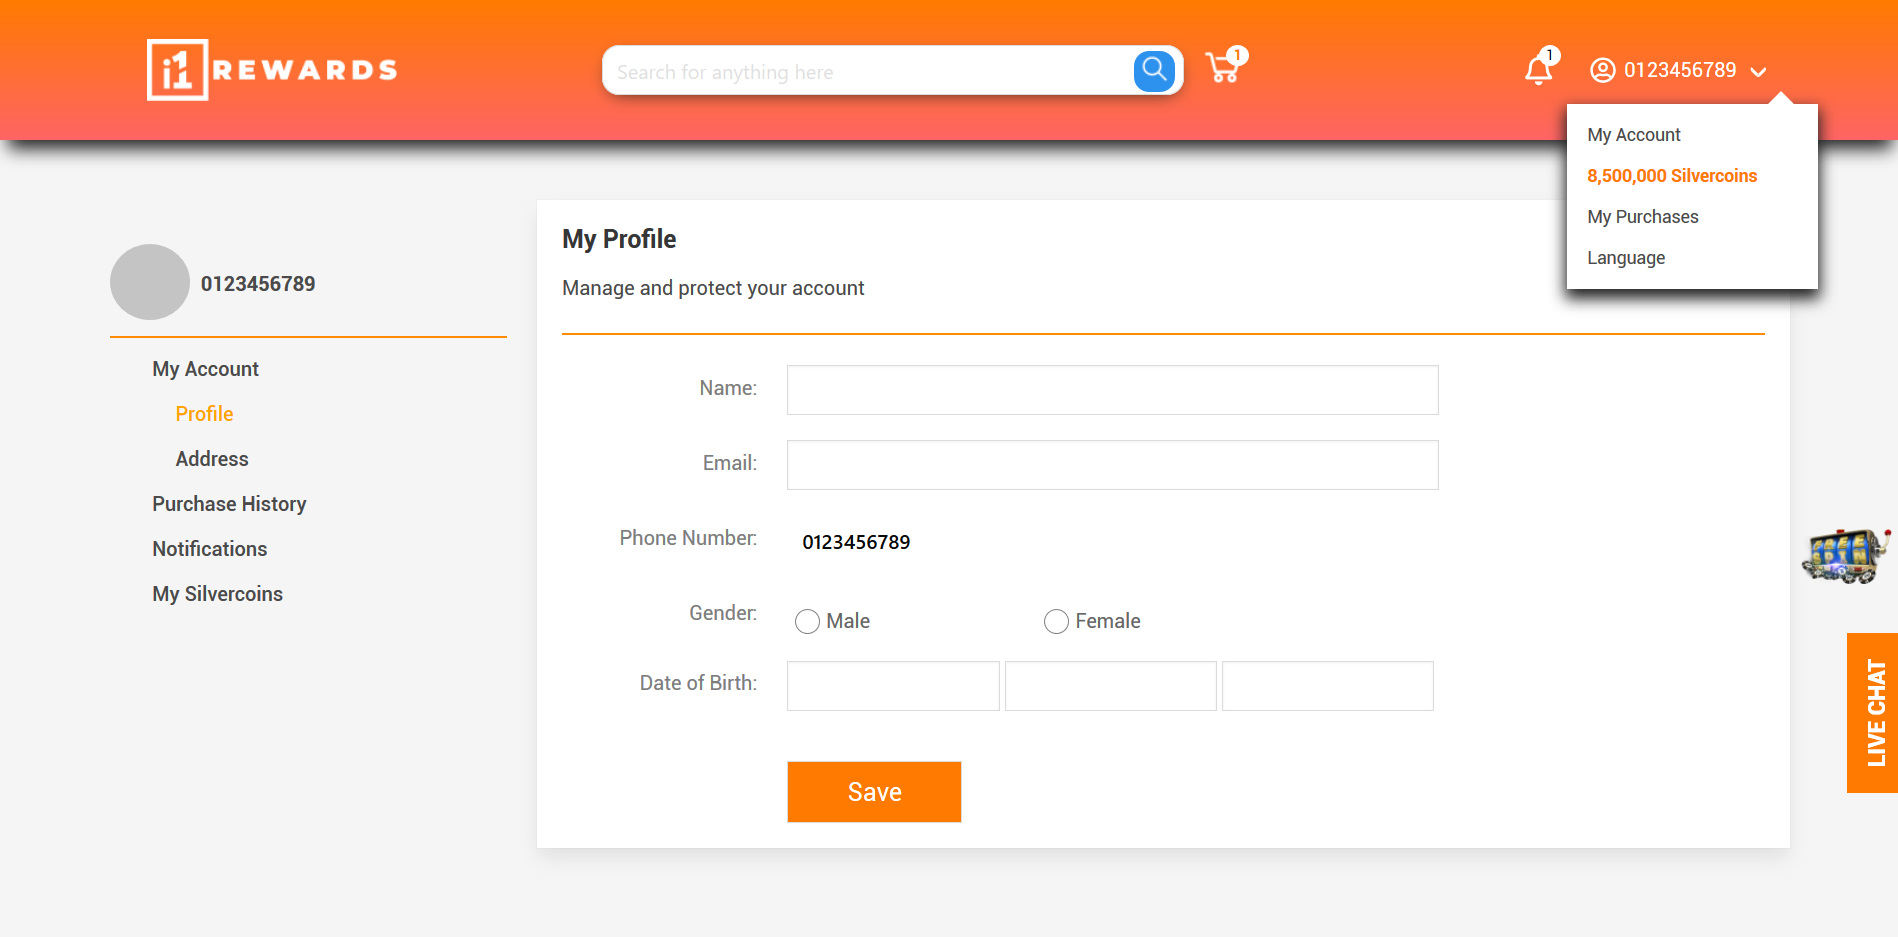 i1 REWARDS
Search for anything here
1
1
0123456789
My Account
8,500,000 Silvercoins
My Purchases
Language
0123456789
My Account
Profile
Address
Purchase History
Notifications
My Silvercoins
My Profile
Manage and protect your account
Name:
Email:
Phone Number:
0123456789
Gender:
Male
Female
Date of Birth:
Save
FREE
SPIN
LIVE CHAT